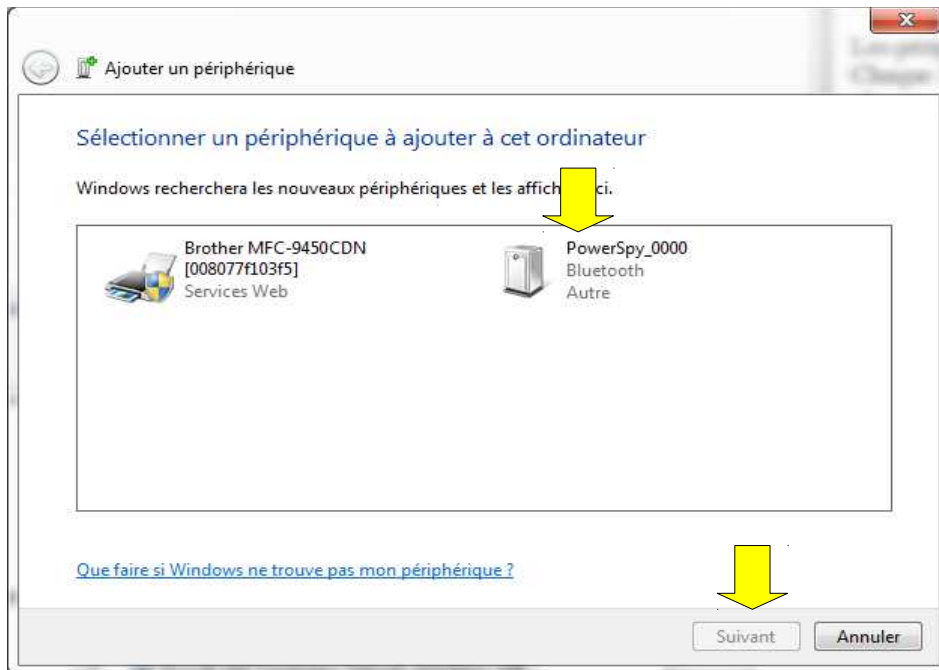 Ajouter un périphérique
Sélectionner un périphérique à ajouter à cet ordinateur
Windows recherchera les nouveaux périphériques et les affich ci.
Brother MFC-9450CDN
[008077f103f5]
Services Web
PowerSpy_0000
Bluetooth
Autre
Que faire si Windows ne trouve pas mon périphérique ?
Suivant
Annuler